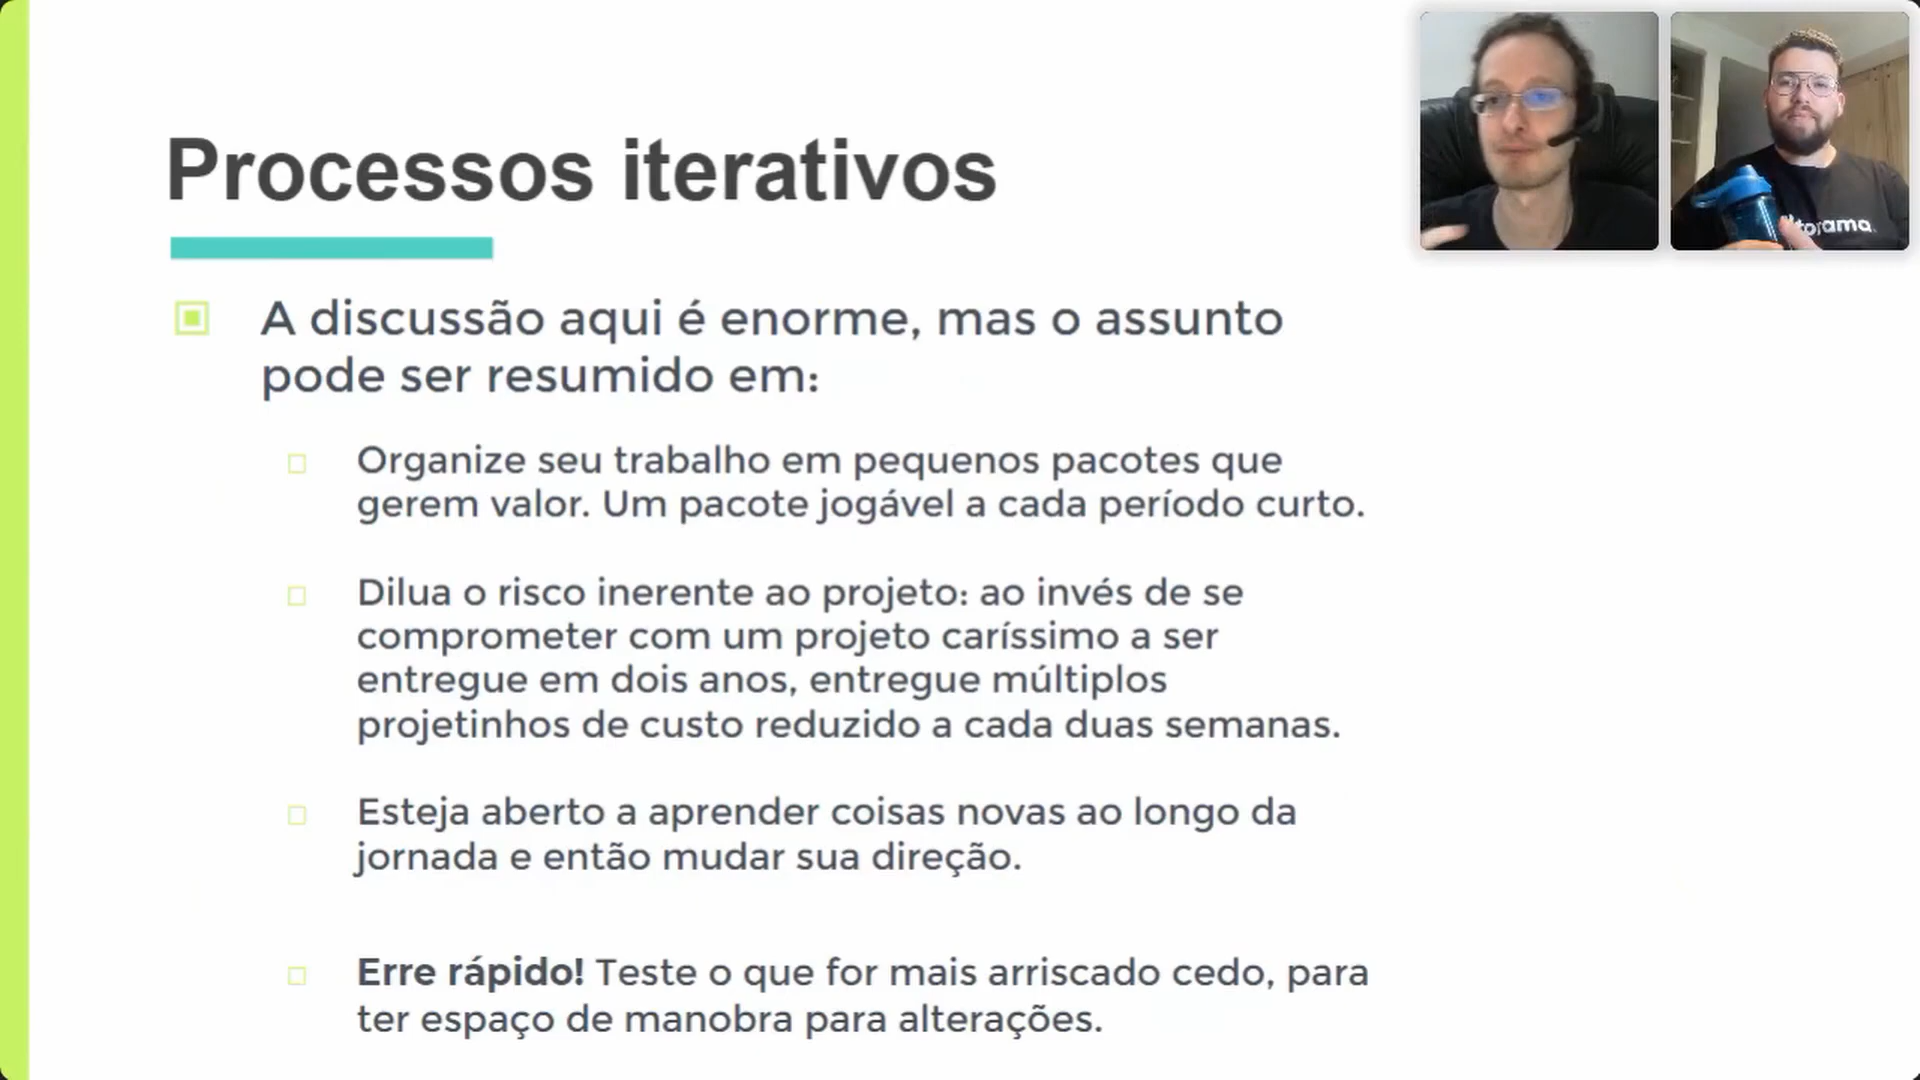 Processos iterativos
A discussão aqui é enorme, mas o assunto
pode ser resumido em:
Organize seu trabalho em pequenos pacotes que
gerem valor. Um pacote jogável a cada período curto.
Dilua o risco inerente ao projeto: ao invés de se
comprometer com um projeto caríssimo a ser
entregue em dois anos, entregue múltiplos
projetinhos de custo reduzido a cada duas semanas.
Esteja aberto a aprender coisas novas ao longo da
jornada e então mudar sua direção.
Erre rápido! Teste o que for mais arriscado cedo, para
ter espaço de manobra para alterações.